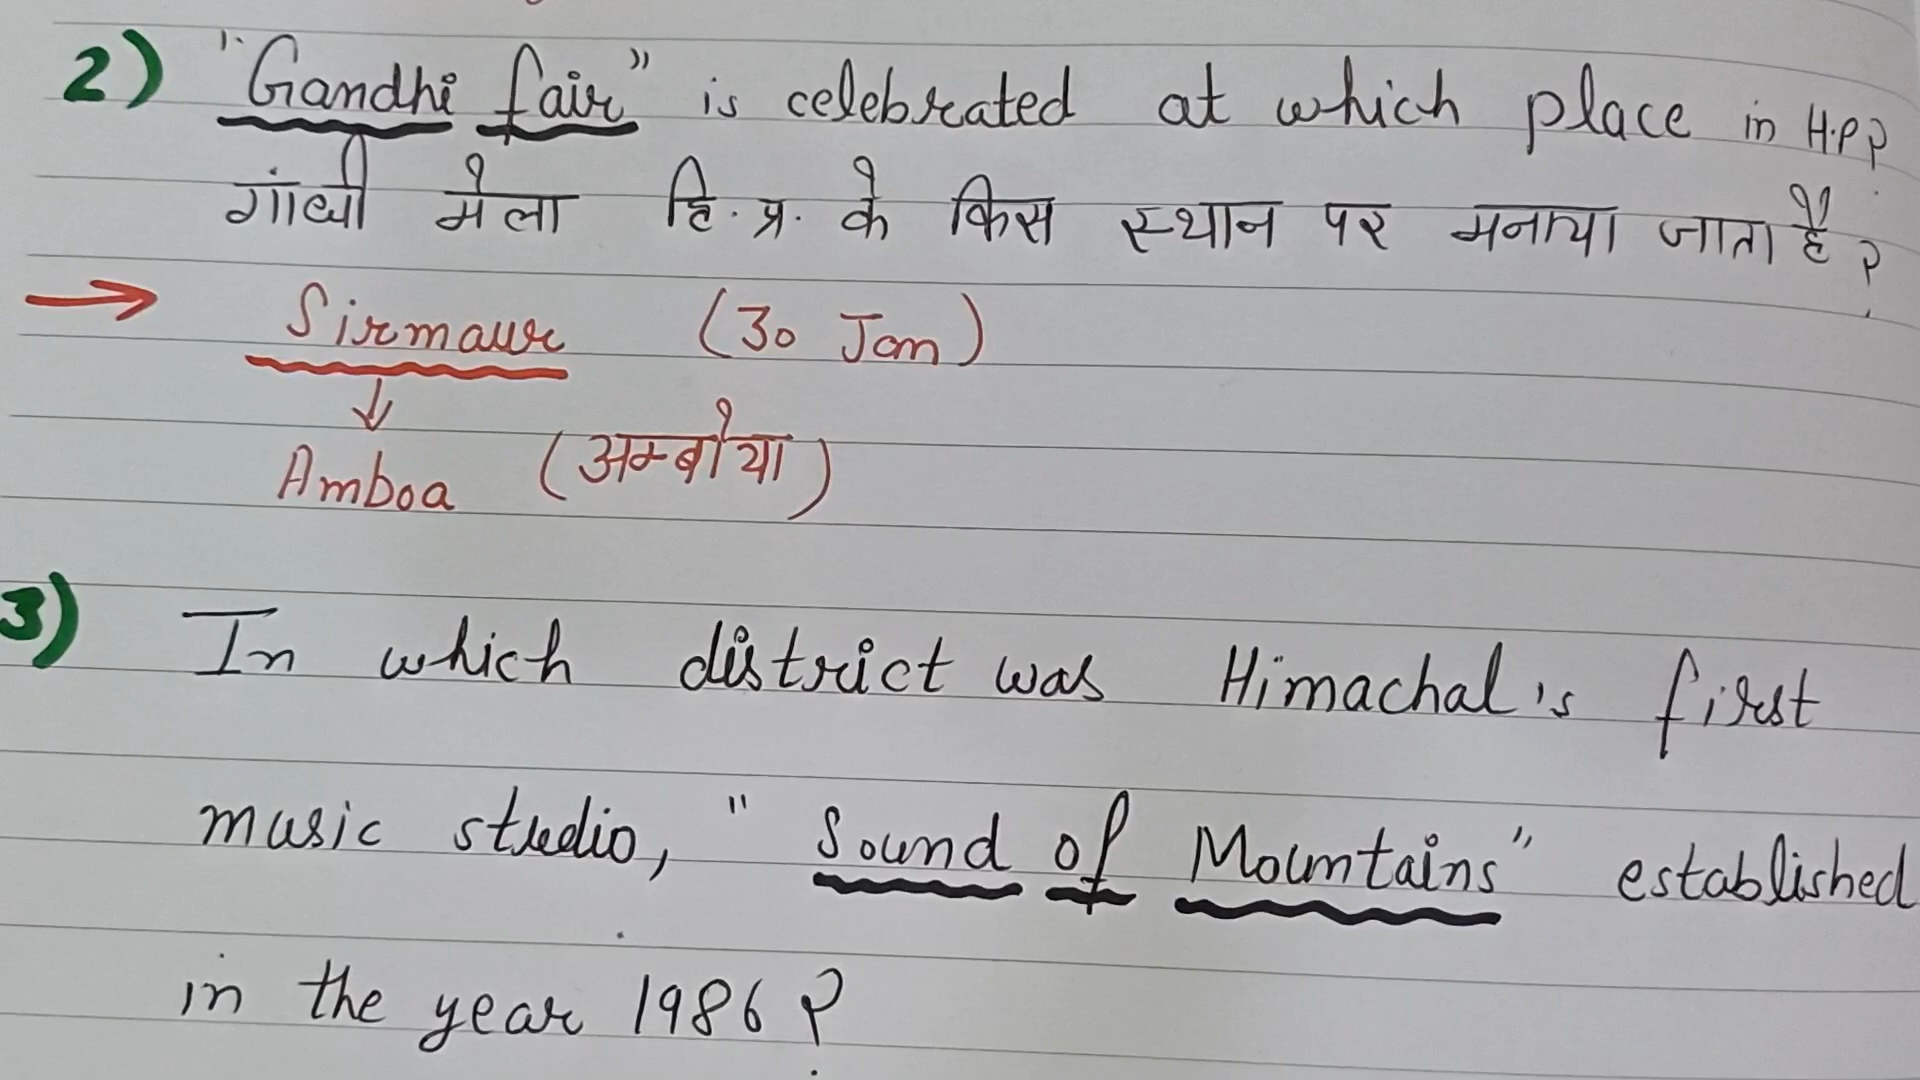 2) "Gandhi fair" is celebrated at which place in H.P?
गांधी मेला हि. प्र. के किस स्थान पर मनाया जाता है?
→ Sirmaur (30 Jan)
↓
Amboa (अम्बोया)
3) In which district was Himachal's first
music studio, "Sound of Mountains" established
in the year 1986?